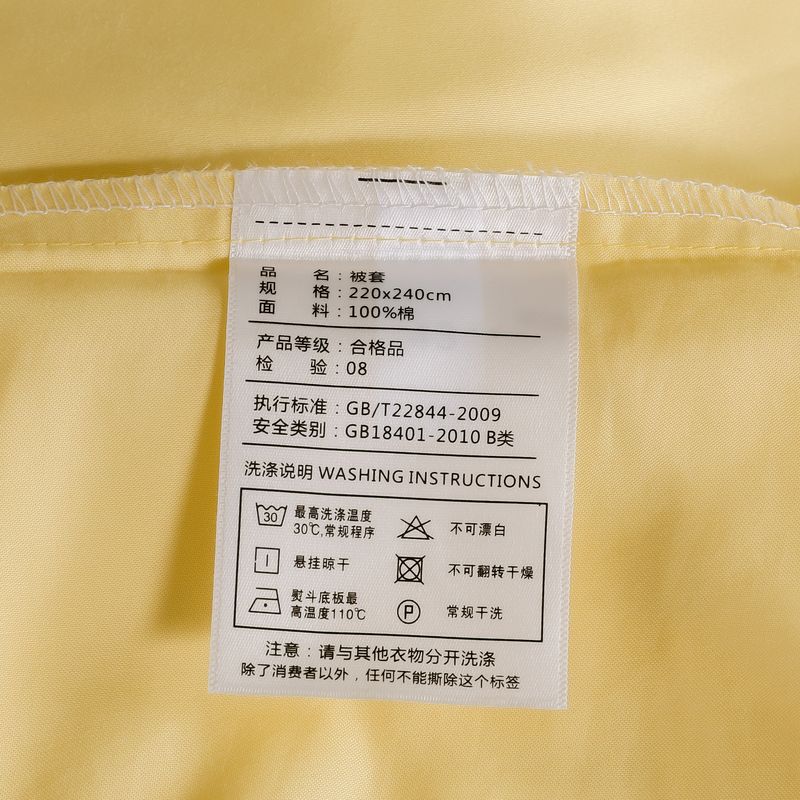 品 名：被套
规 格：220x240cm
面 料：100%棉
产品等级：合格品
检 验：08
执行标准：GB/T22844-2009
安全类别：GB18401-2010 B类
洗涤说明 WASHING INSTRUCTIONS
30 最高洗涤温度 30℃,常规程序
不可漂白
悬挂晾干
不可翻转干燥
熨斗底板最高温度110℃
P 常规干洗
注意：请与其他衣物分开洗涤
除了消费者以外，任何不能撕除这个标签